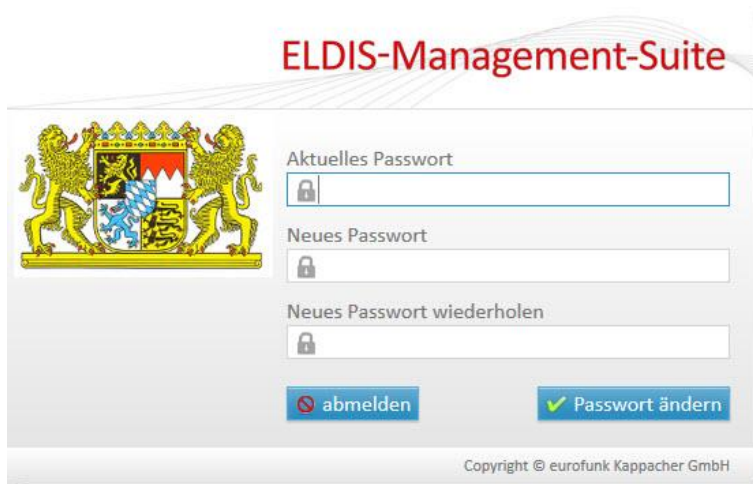 ELDIS-Management-Suite
Aktuelles Passwort
Neues Passwort
Neues Passwort wiederholen
abmelden
Passwort ändern
Copyright © eurofunk Kappacher GmbH